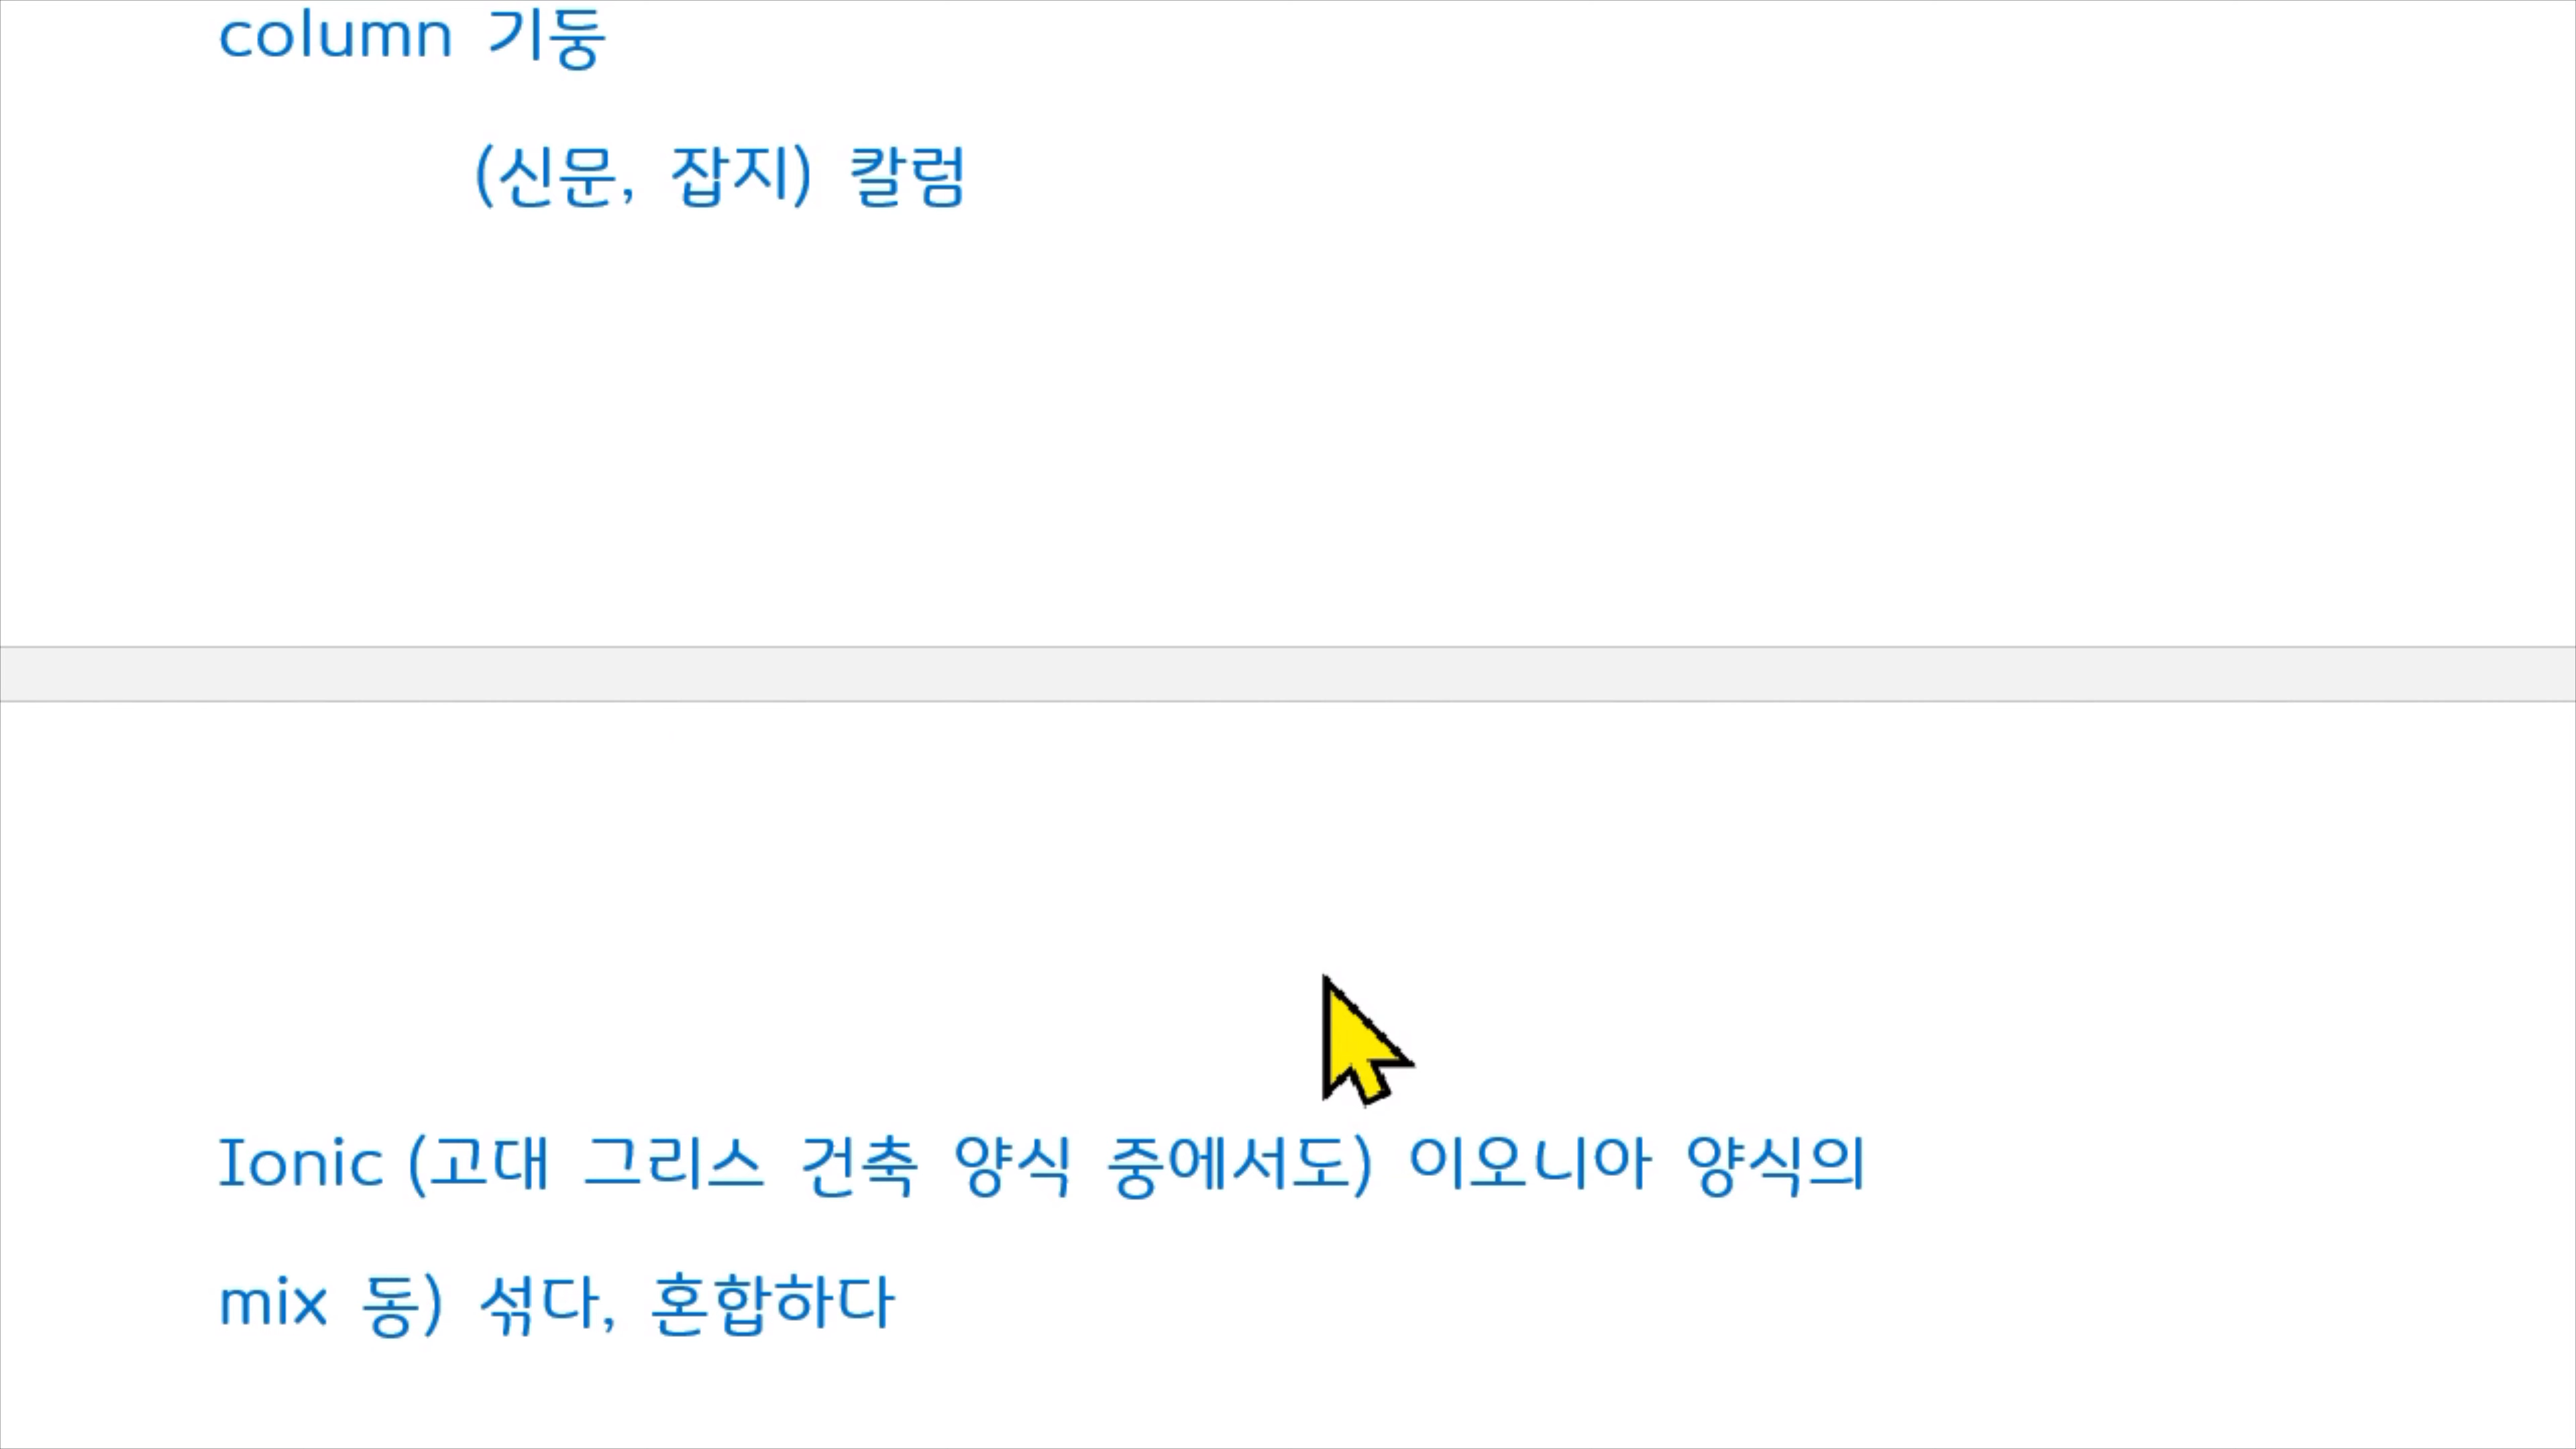 column 기둥
(신문, 잡지) 칼럼
Ionic (고대 그리스 건축 양식 중에서도) 이오니아 양식의
mix 동) 섞다, 혼합하다